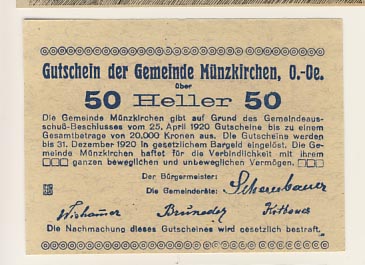 Gutschein der Gemeinde Münzkirchen, O.-Oe.
über
50 Heller 50
Die Gemeinde Münzkirchen gibt auf Grund des Gemeindeaus-
schuß-Beschlusses vom 25. April 1920 Gutscheine bis zu einem
Gesamtbetrage von 20.000 Kronen aus. Die Gutscheine werden
bis 31. Dezember 1920 in gesetzlichem Bargeld eingelöst. Die Ge-
meinde Münzkirchen haftet für die Verbindlichkeit mit ihrem
ganzen beweglichen und unbeweglichen Vermögen.
Der Bürgermeister:
Die Gemeinderäte:
Die Nachmachung dieses Gutscheines wird gesetzlich bestraft.